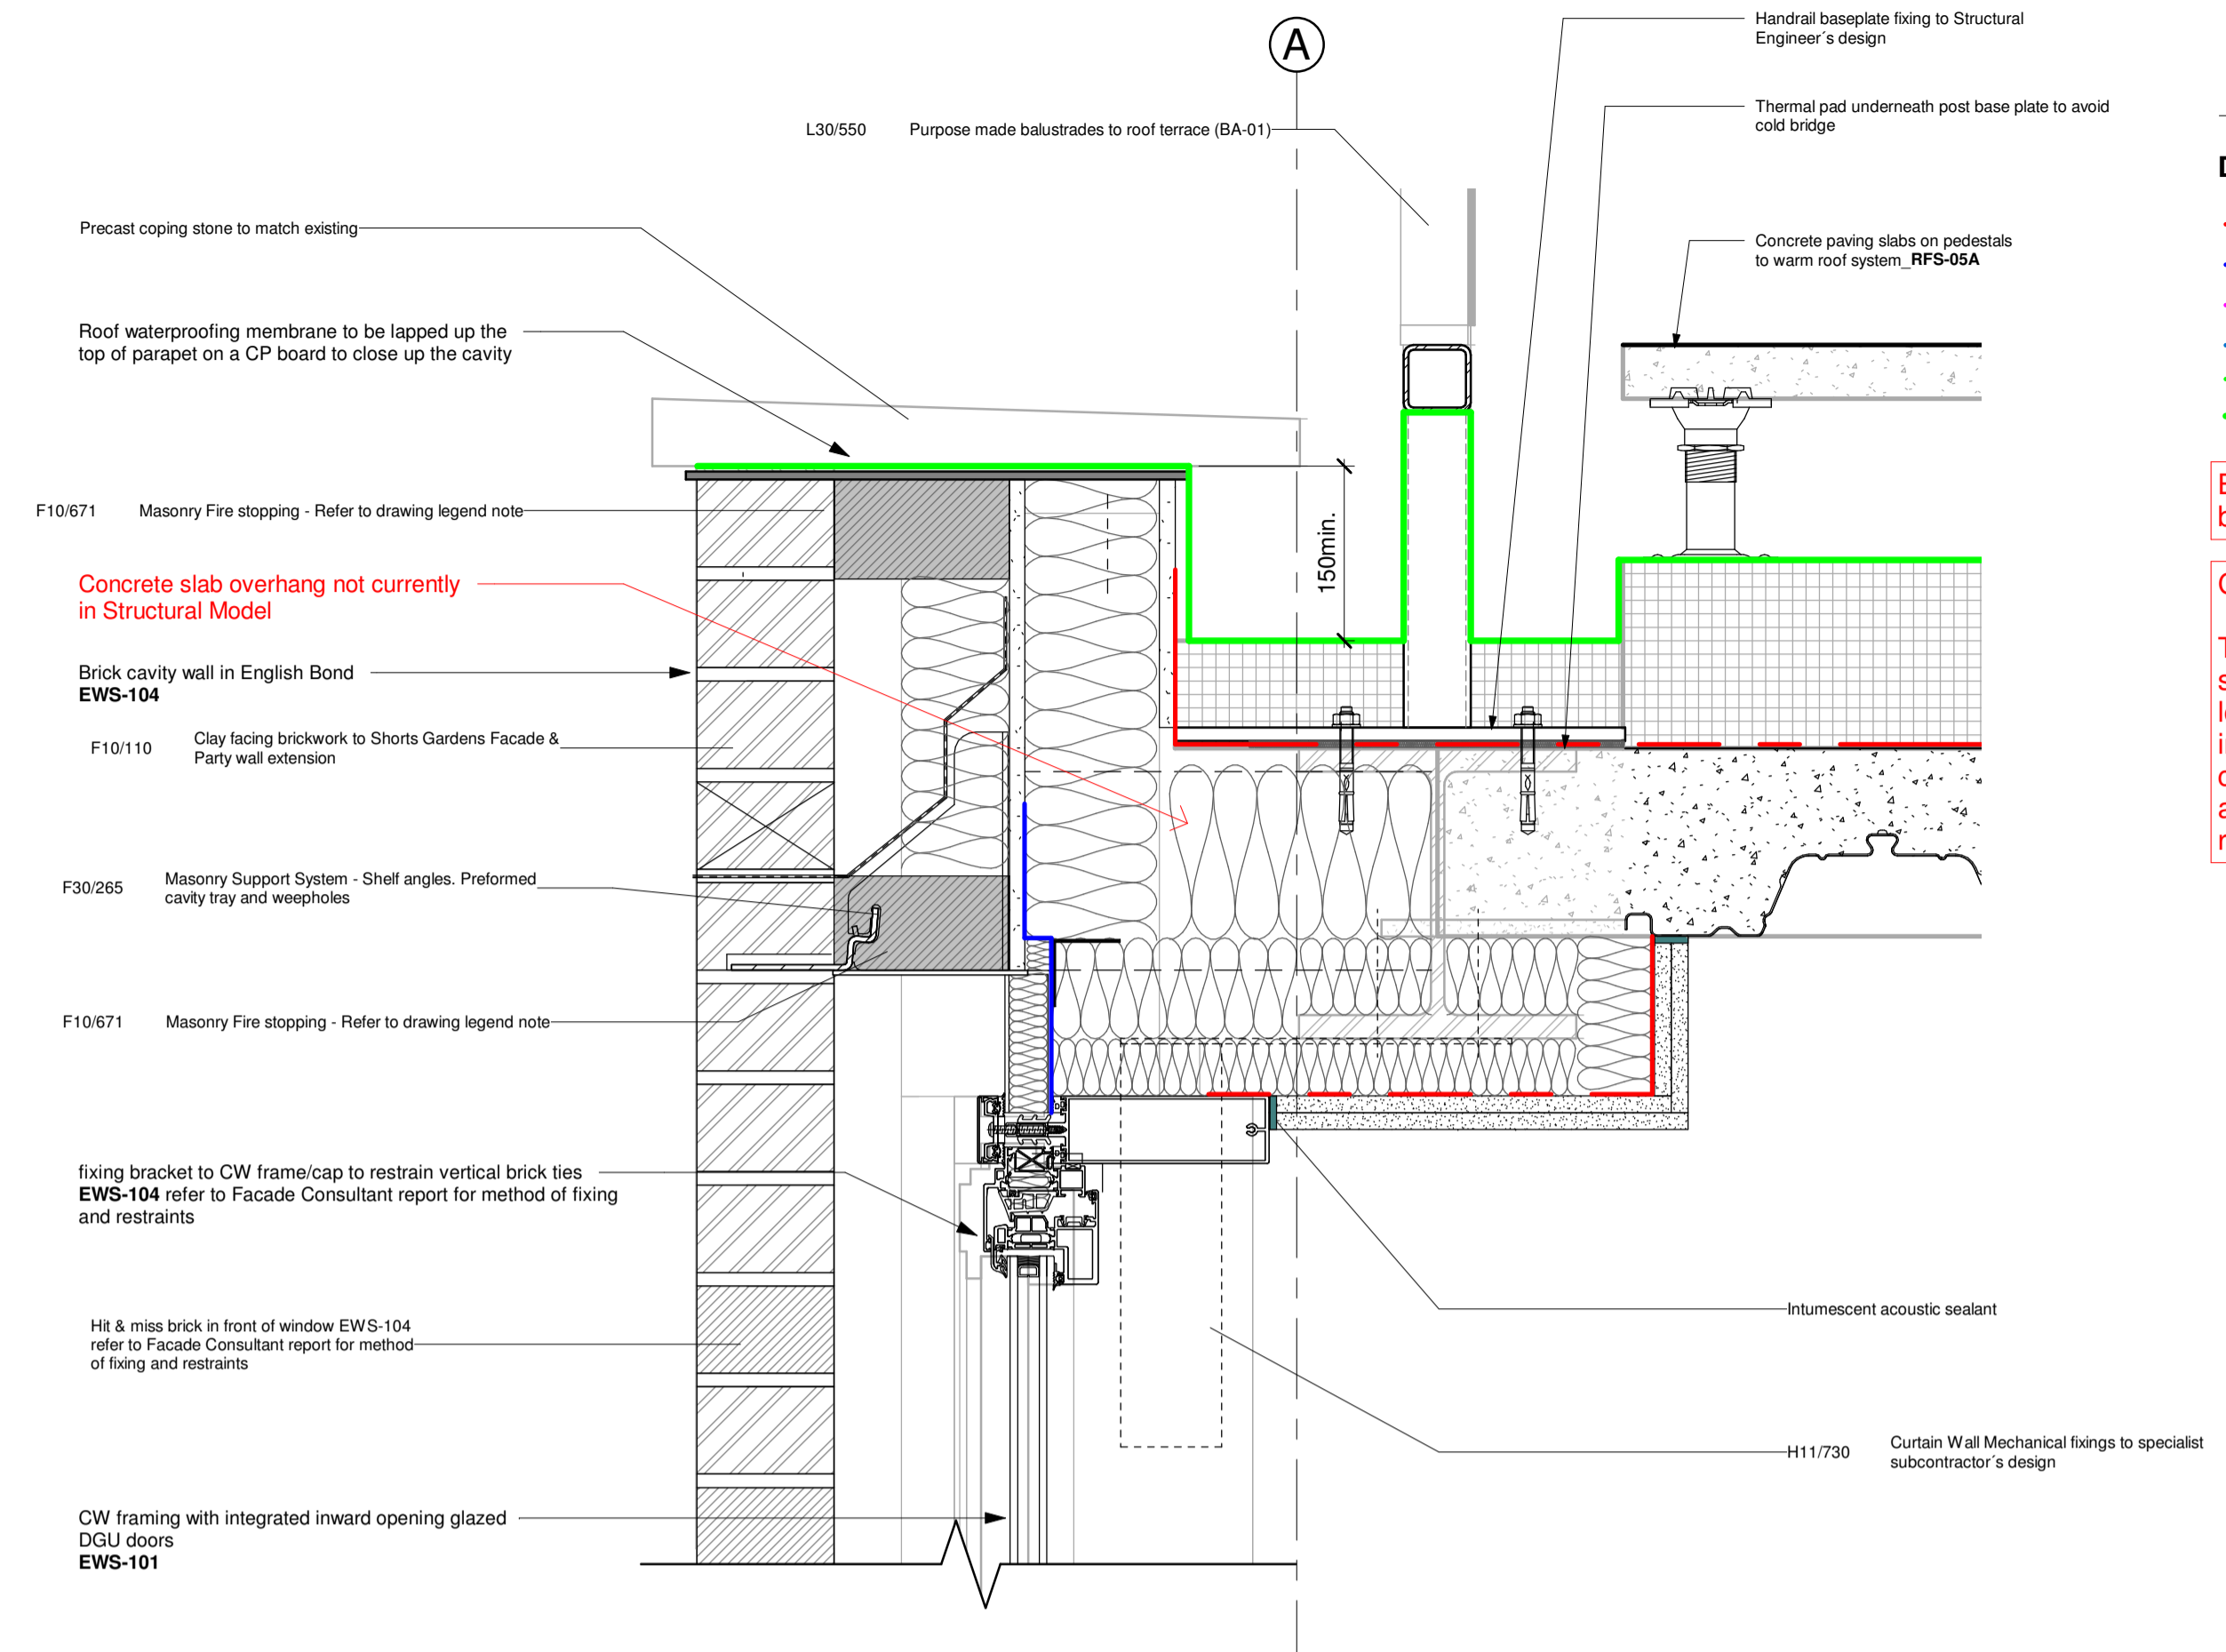 A
Handrail baseplate fixing to Structural
Engineer´s design
L30/550 Purpose made balustrades to roof terrace (BA-01)
Thermal pad underneath post base plate to avoid
cold bridge
Precast coping stone to match existing
Concrete paving slabs on pedestals
to warm roof system_RFS-05A
Roof waterproofing membrane to be lapped up the
top of parapet on a CP board to close up the cavity
F10/671 Masonry Fire stopping - Refer to drawing legend note
150min.
Concrete slab overhang not currently
in Structural Model
Brick cavity wall in English Bond
EWS-104
F10/110 Clay facing brickwork to Shorts Gardens Facade &
Party wall extension
F30/265 Masonry Support System - Shelf angles. Preformed
cavity tray and weepholes
F10/671 Masonry Fire stopping - Refer to drawing legend note
fixing bracket to CW frame/cap to restrain vertical brick ties
EWS-104 refer to Facade Consultant report for method of fixing
and restraints
Hit & miss brick in front of window EWS-104
refer to Facade Consultant report for method
of fixing and restraints
Intumescent acoustic sealant
H11/730 Curtain Wall Mechanical fixings to specialist
subcontractor´s design
CW framing with integrated inward opening glazed
DGU doors
EWS-101